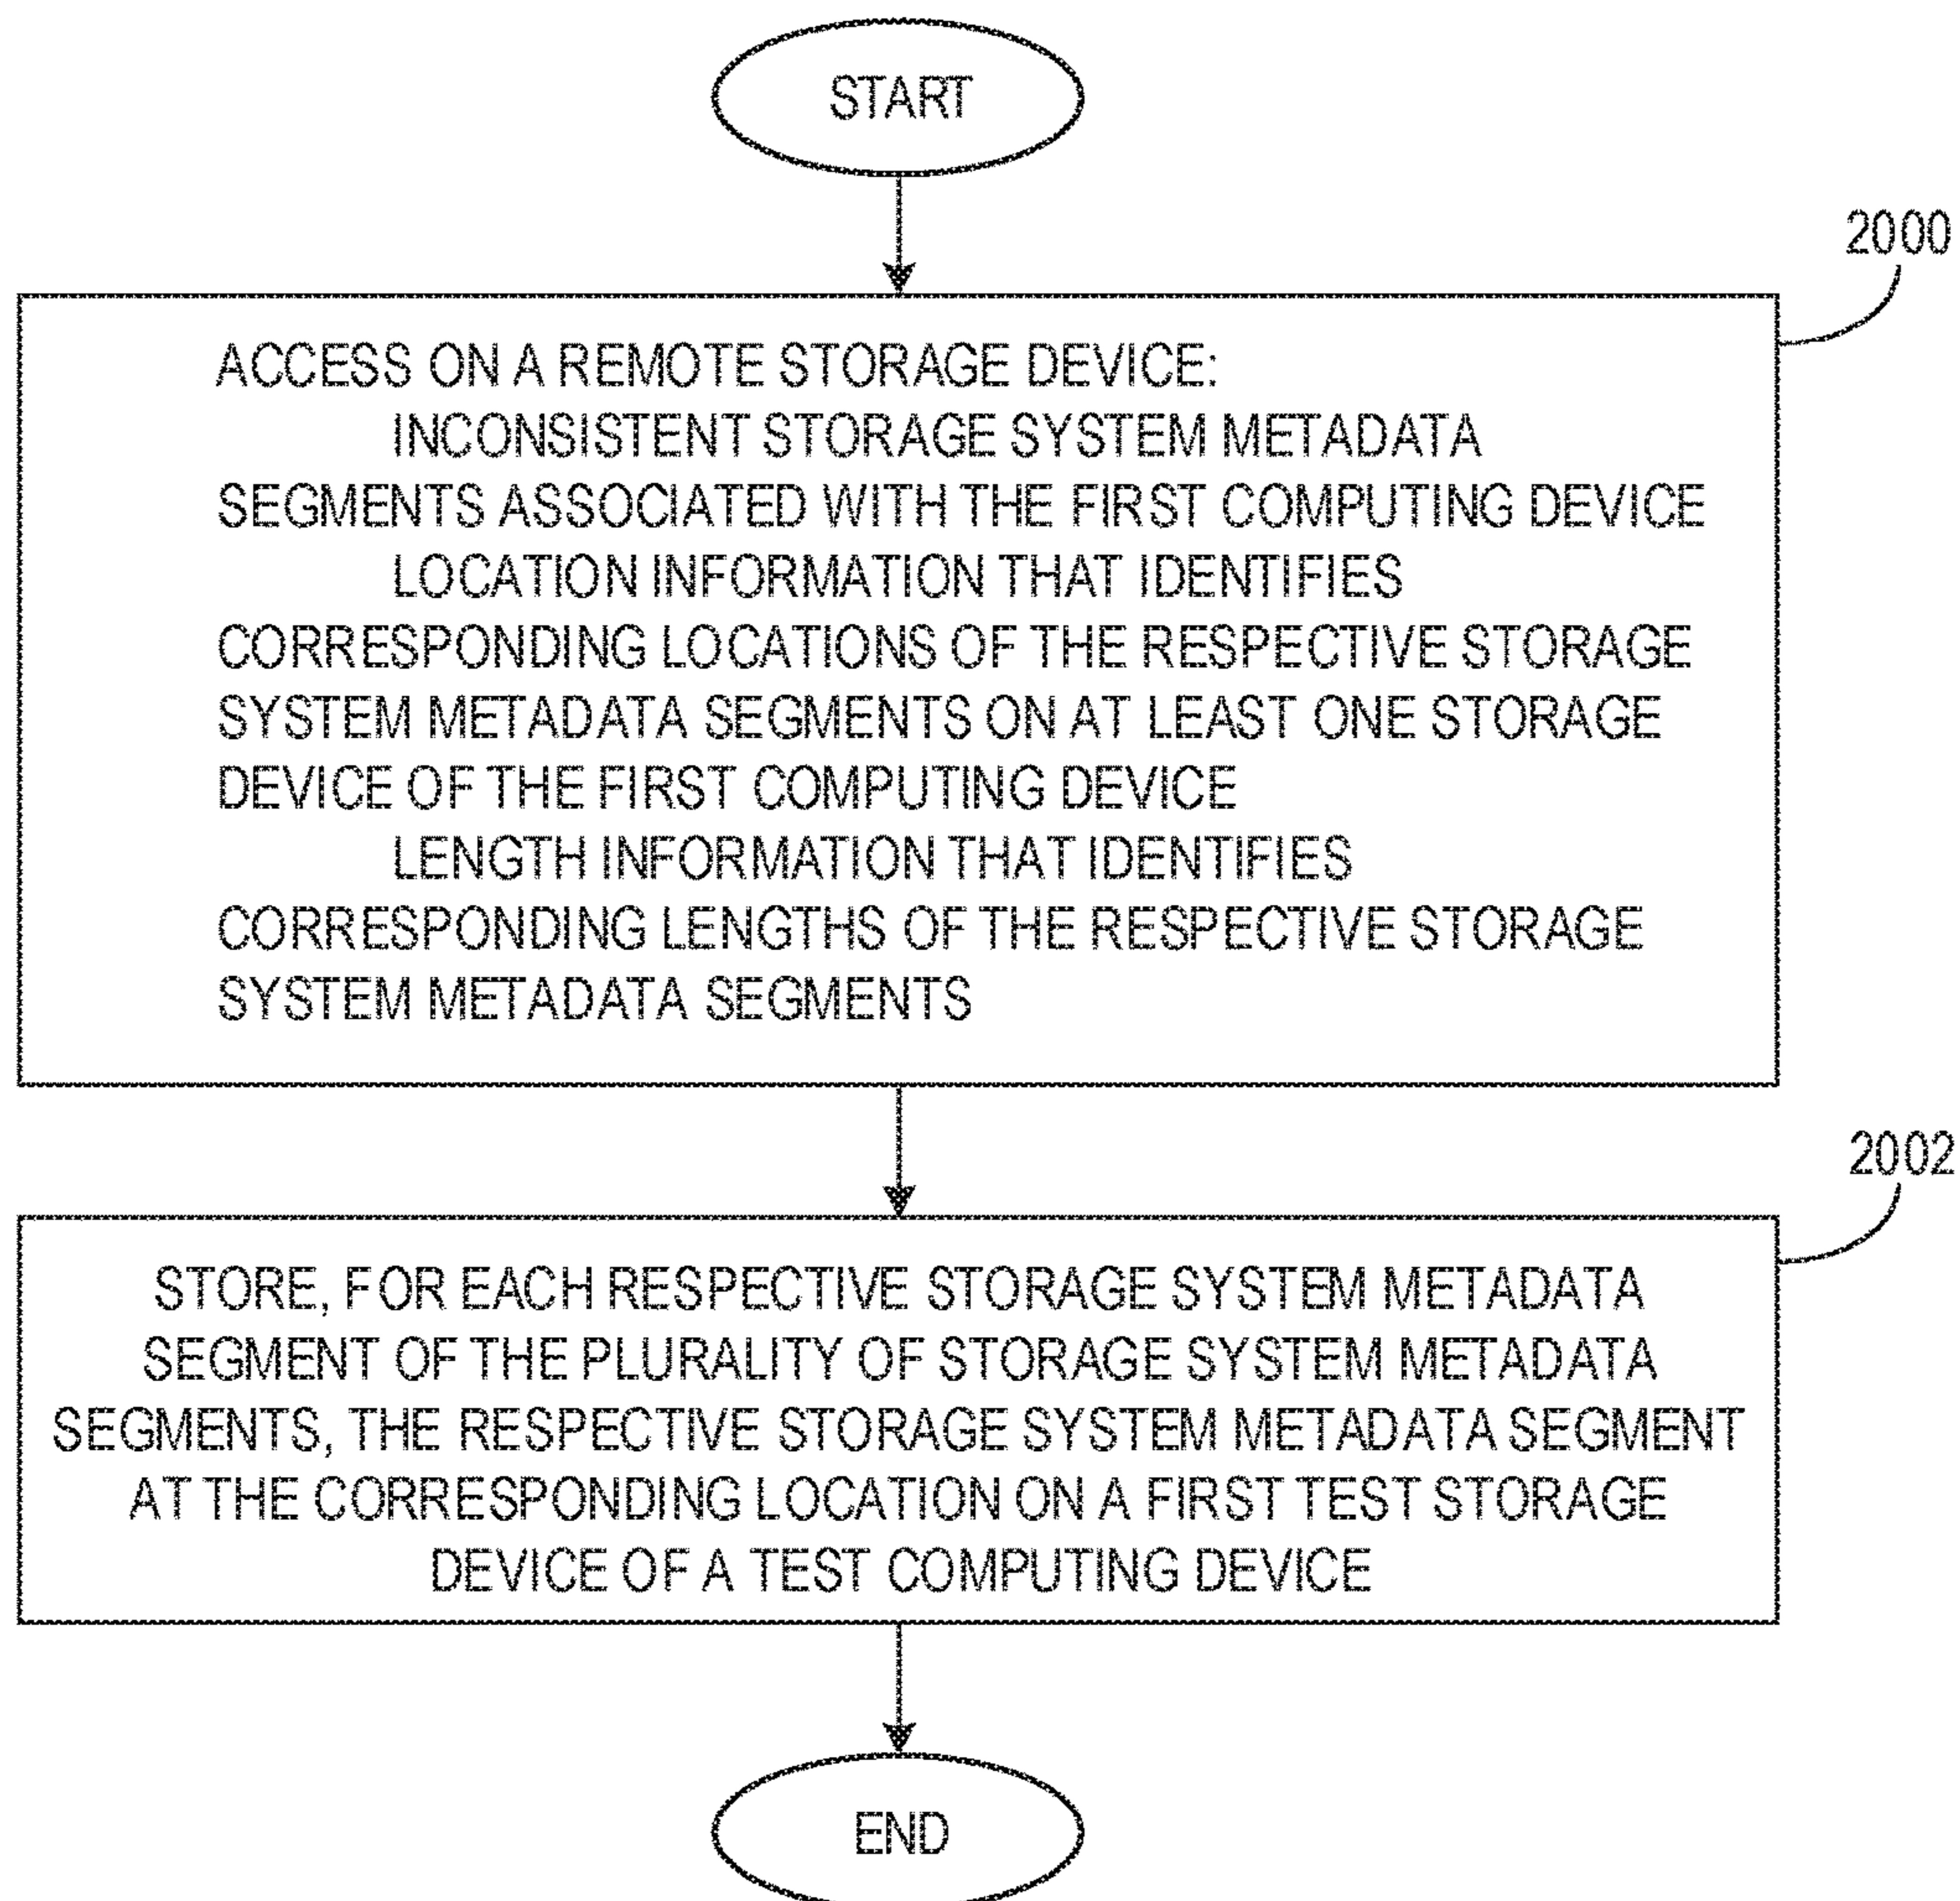 START
2000
ACCESS ON A REMOTE STORAGE DEVICE:
INCONSISTENT STORAGE SYSTEM METADATA
SEGMENTS ASSOCIATED WITH THE FIRST COMPUTING DEVICE
LOCATION INFORMATION THAT IDENTIFIES
CORRESPONDING LOCATIONS OF THE RESPECTIVE STORAGE
SYSTEM METADATA SEGMENTS ON AT LEAST ONE STORAGE
DEVICE OF THE FIRST COMPUTING DEVICE
LENGTH INFORMATION THAT IDENTIFIES
CORRESPONDING LENGTHS OF THE RESPECTIVE STORAGE
SYSTEM METADATA SEGMENTS
2002
STORE, FOR EACH RESPECTIVE STORAGE SYSTEM METADATA
SEGMENT OF THE PLURALITY OF STORAGE SYSTEM METADATA
SEGMENTS, THE RESPECTIVE STORAGE SYSTEM METADATA SEGMENT
AT THE CORRESPONDING LOCATION ON A FIRST TEST STORAGE
DEVICE OF A TEST COMPUTING DEVICE
END